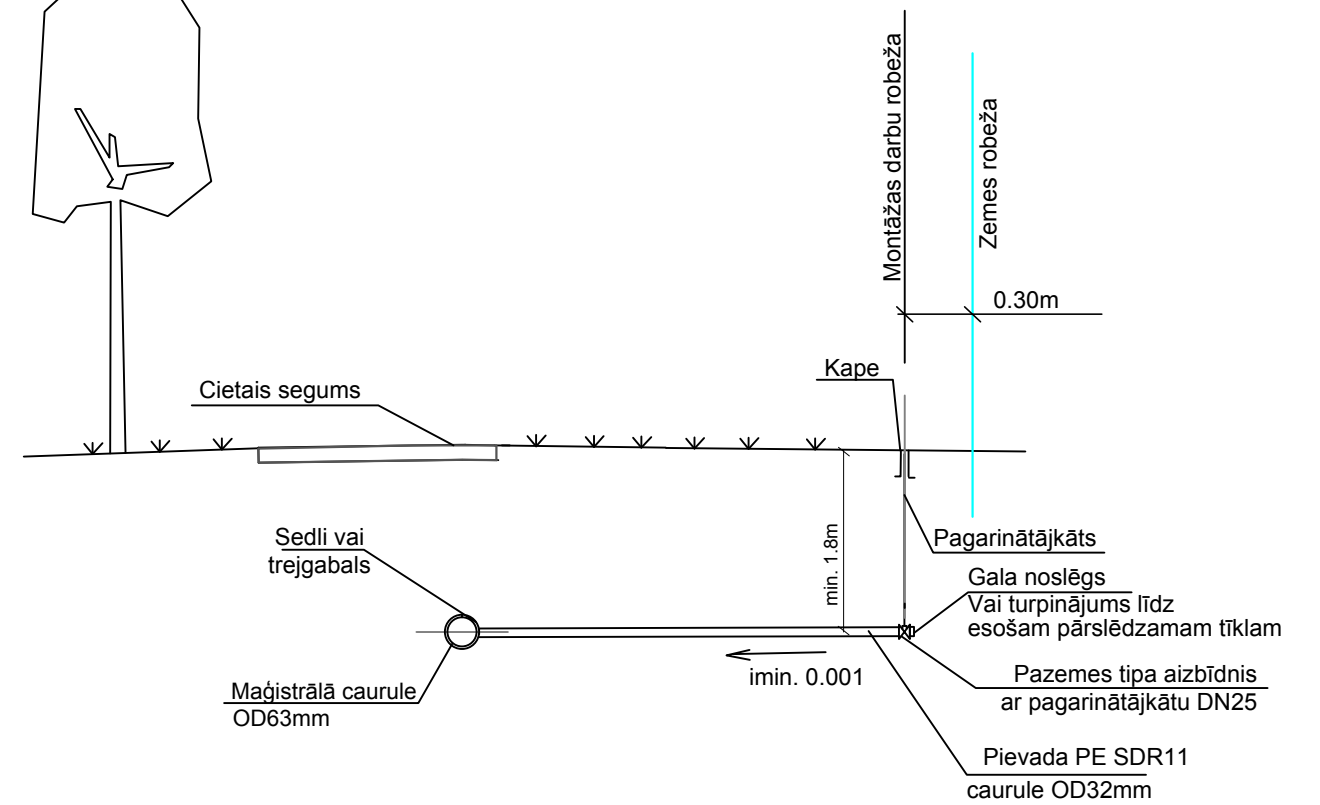 Montāžas darbu robeža
Zemes robeža
0.30m
Kape
Cietais segums
min. 1.8m
Sedli vai
trejgabals
Pagarinātājkāts
Gala noslēgs
Vai turpinājums līdz
esošam pārslēdzamam tīklam
imin. 0.001
Pazemes tipa aizbīdnis
ar pagarinātājkātu DN25
Maģistrālā caurule
OD63mm
Pievada PE SDR11
caurule OD32mm